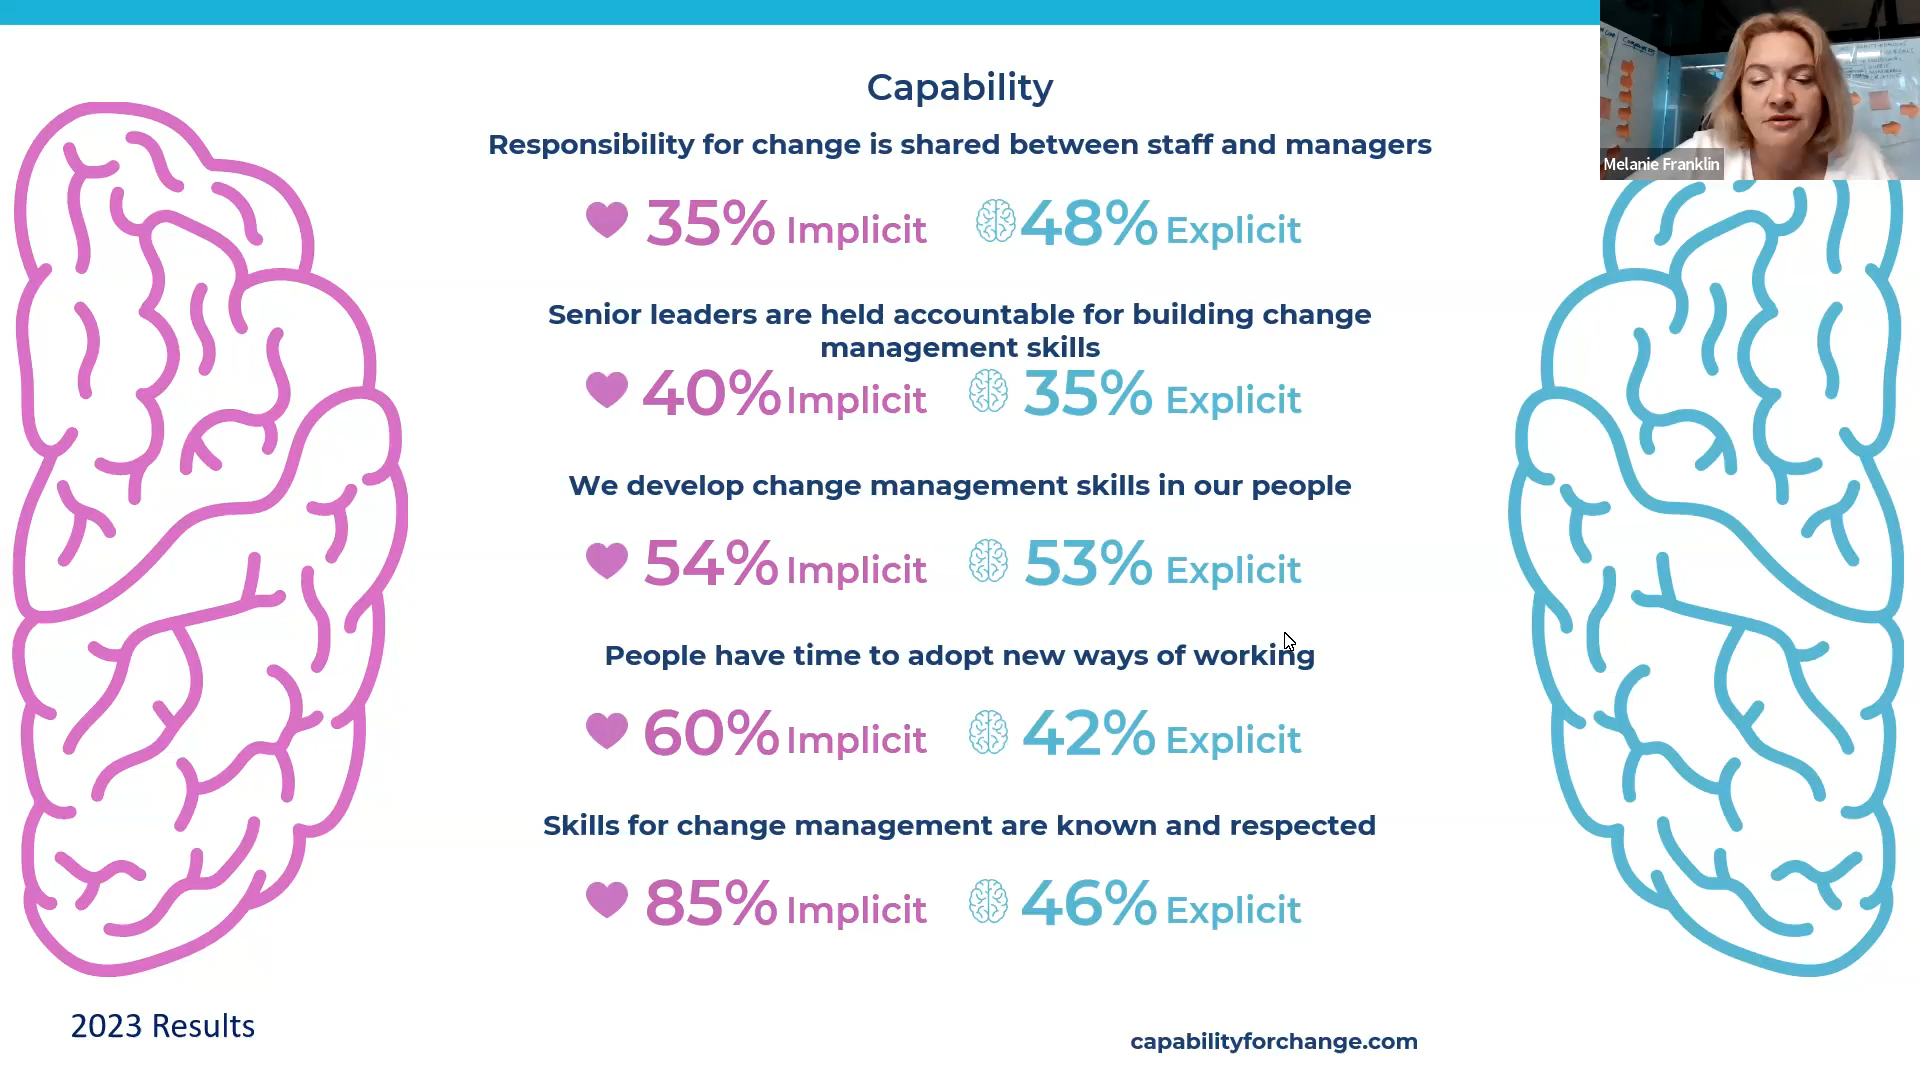 Capability
Responsibility for change is shared between staff and managers
35% Implicit 48% Explicit
Senior leaders are held accountable for building change
management skills
40% Implicit 35% Explicit
We develop change management skills in our people
54% Implicit 53% Explicit
People have time to adopt new ways of working
60% Implicit 42% Explicit
Skills for change management are known and respected
85% Implicit 46% Explicit
2023 Results
capabilityforchange.com
Melanie Franklin